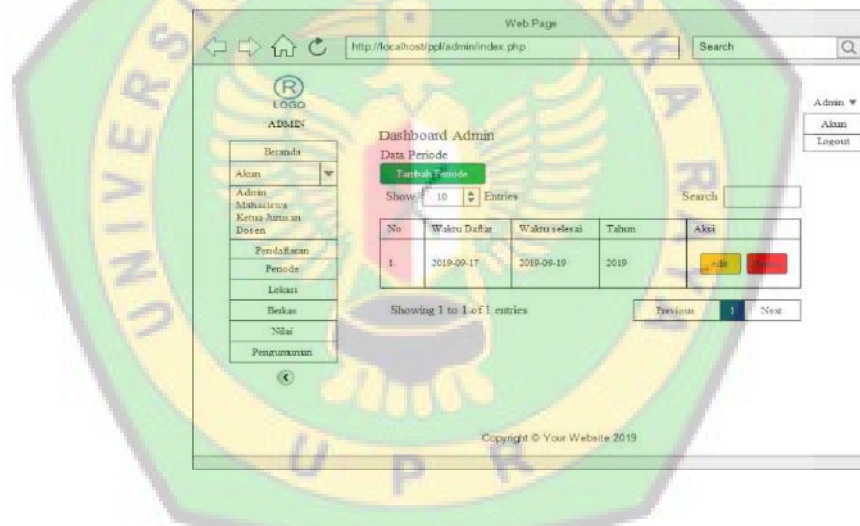 Web Page
http://localhost/ppl/admin/index.php
Search
R
LOGO
ADMIN
Admin
Akun
Logout
Beranda
Akun
Admin
Mahasiswa
Ketua Jurusan
Dosen
Pendaftaran
Periode
Lokasi
Berkas
Nilai
Pengumuman
Dashboard Admin
Data Periode
Tambah Periode
Show 10 Entries
Search
No Waktu Daftar Waktu selesai Tahun Aksi
1. 2019-09-17 2019-09-19 2019 edit
Showing 1 to 1 of 1 entries
Previous 1 Next
Copyright © Your Website 2019
UPR